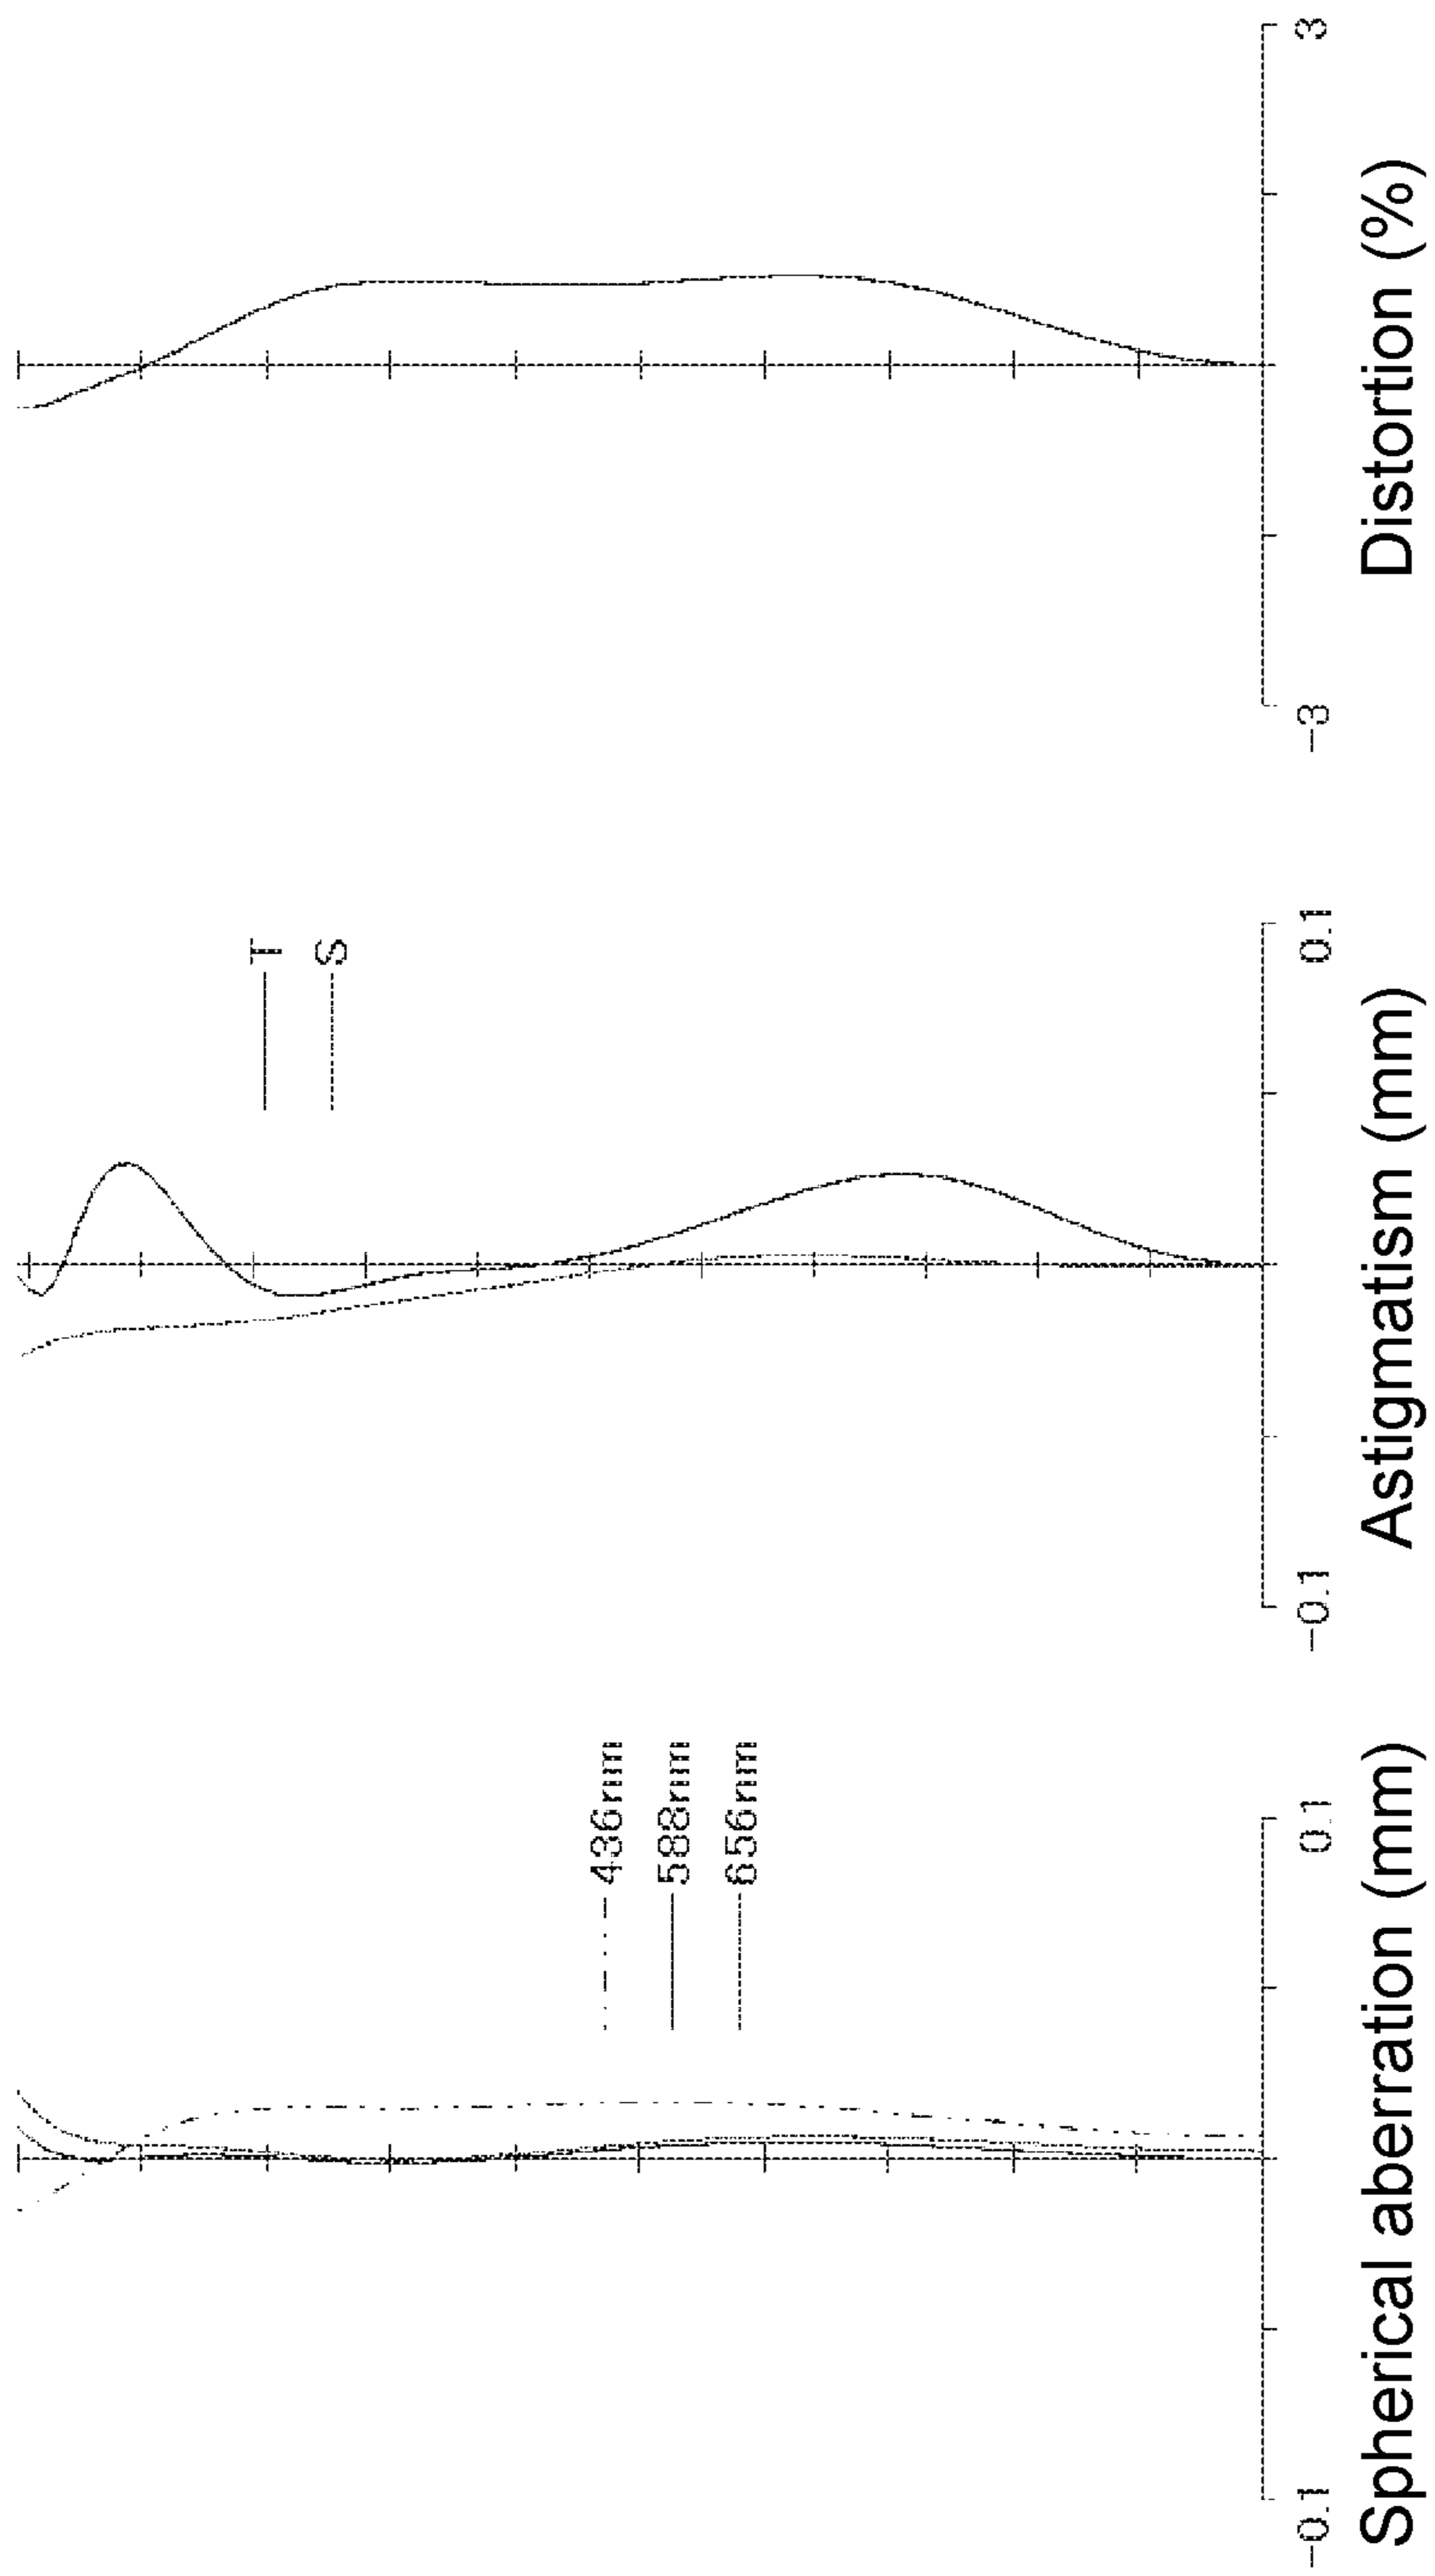 436nm
588nm
656nm
-0.1
0.1
Spherical aberration (mm)
T
S
-0.1
0.1
Astigmatism (mm)
-3
3
Distortion (%)